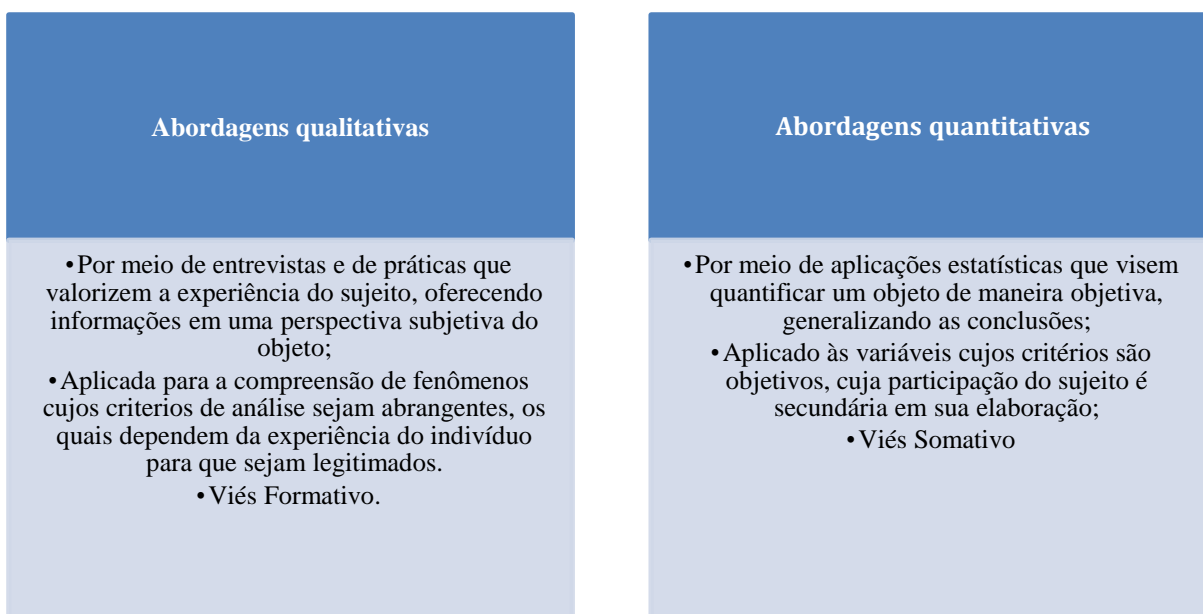 Abordagens qualitativas
•Por meio de entrevistas e de práticas que
valorizem a experiência do sujeito, oferecendo
informações em uma perspectiva subjetiva do
objeto;
•Aplicada para a compreensão de fenômenos
cujos criterios de análise sejam abrangentes, os
quais dependem da experiência do indivíduo
para que sejam legitimados.
•Viés Formativo.
Abordagens quantitativas
•Por meio de aplicações estatísticas que visem
quantificar um objeto de maneira objetiva,
generalizando as conclusões;
•Aplicado às variáveis cujos critérios são
objetivos, cuja participação do sujeito é
secundária em sua elaboração;
•Viés Somativo